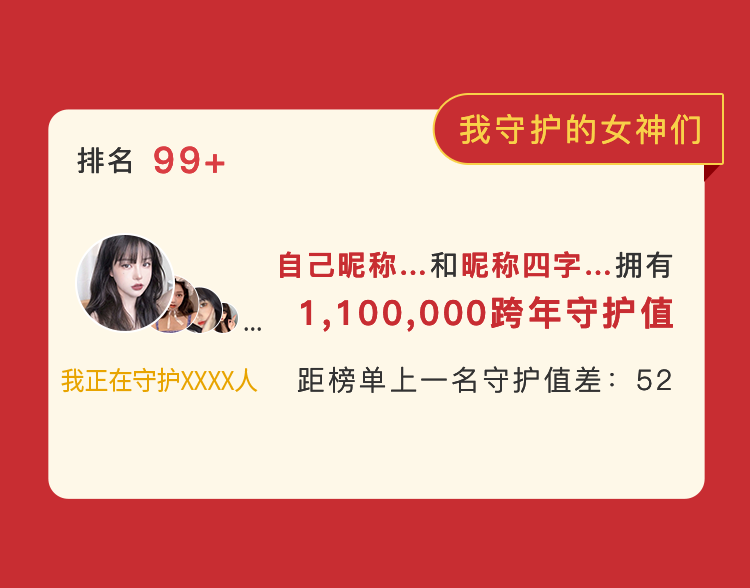 我守护的女神们
排名 99+
自己昵称...和昵称四字...拥有
1,100,000跨年守护值
...
我正在守护XXXX人
距榜单上一名守护值差：52